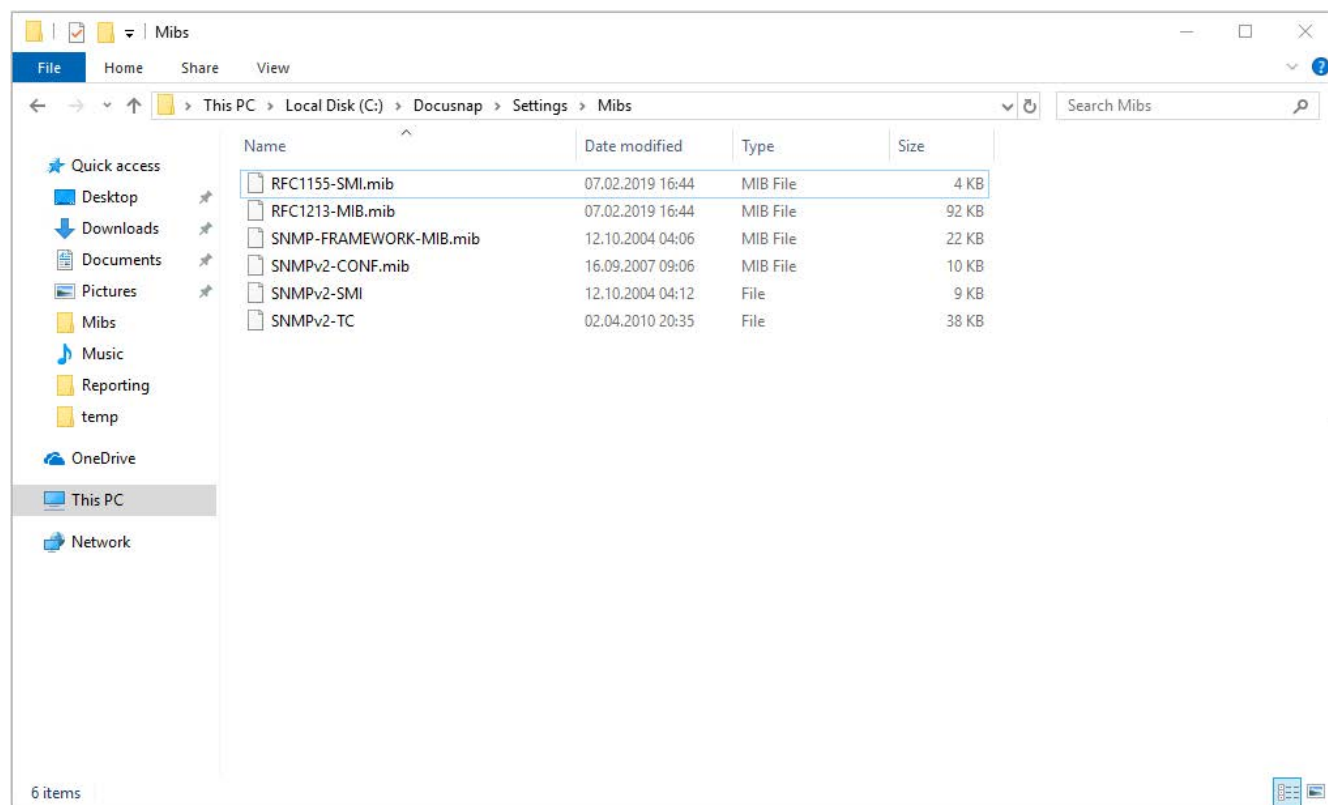 Mibs
File Home Share View
This PC > Local Disk (C:) > Docusnap > Settings > Mibs Search Mibs
Name Date modified Type Size
Quick access
Desktop
Downloads
Documents
Pictures
Mibs
Music
Reporting
temp
OneDrive
This PC
Network
RFC1155-SMI.mib 07.02.2019 16:44 MIB File 4 KB
RFC1213-MIB.mib 07.02.2019 16:44 MIB File 92 KB
SNMP-FRAMEWORK-MIB.mib 12.10.2004 04:06 MIB File 22 KB
SNMPv2-CONF.mib 16.09.2007 09:06 MIB File 10 KB
SNMPv2-SMI 12.10.2004 04:12 File 9 KB
SNMPv2-TC 02.04.2010 20:35 File 38 KB
6 items